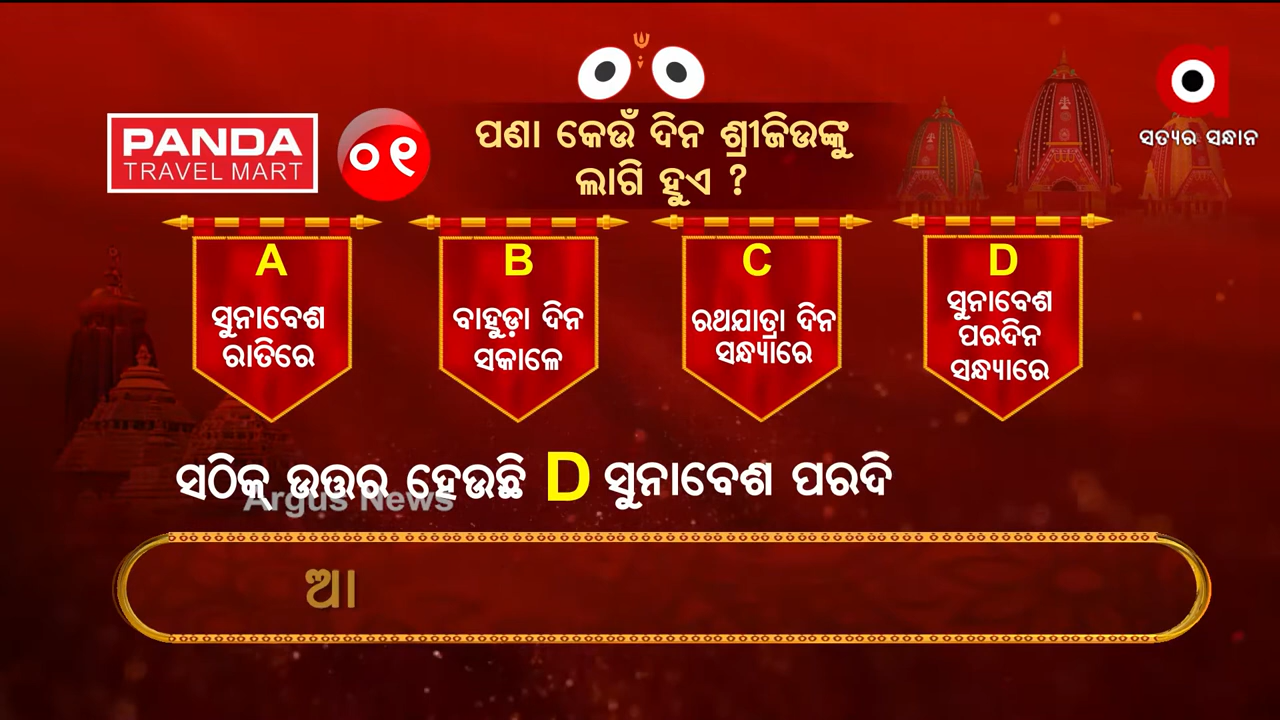 PANDA
TRAVEL MART
୦୧
ପଣା କେଉଁ ଦିନ ଶ୍ରୀଜିଉଙ୍କୁ
ଲାଗି ହୁଏ ?
ସତ୍ୟର ସନ୍ଧାନ
A
ସୁନାବେଶ
ରାତିରେ
B
ବାହୁଡ଼ା ଦିନ
ସକାଳେ
C
ରଥଯାତ୍ରା ଦିନ
ସନ୍ଧ୍ୟାରେ
D
ସୁନାବେଶ
ପରଦିନ
ସନ୍ଧ୍ୟାରେ
ସଠିକ୍ ଉତ୍ତର ହେଉଛି D ସୁନାବେଶ ପରଦି
Argus News
ଆ